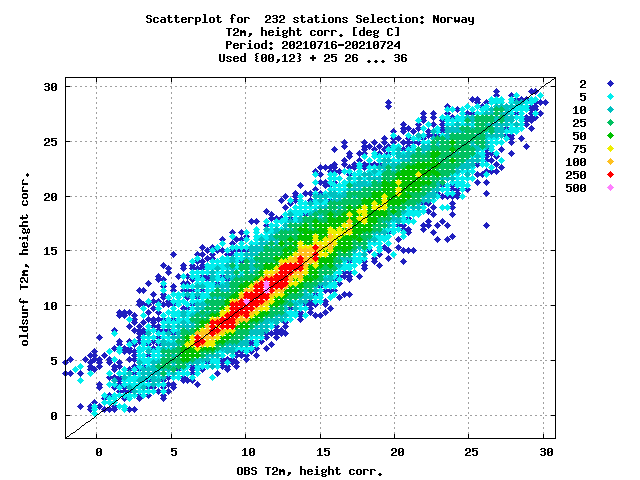 Scatterplot for  232 stations Selection: Norway
T2m, height corr. [deg C]
Period: 20210716-20210724
Used {00,12} + 25 26 ... 36
2
5
10
25
50
75
100
250
500
30
25
20
15
10
5
0
oldsurf T2m, height corr.
0 5 10 15 20 25 30
OBS T2m, height corr.